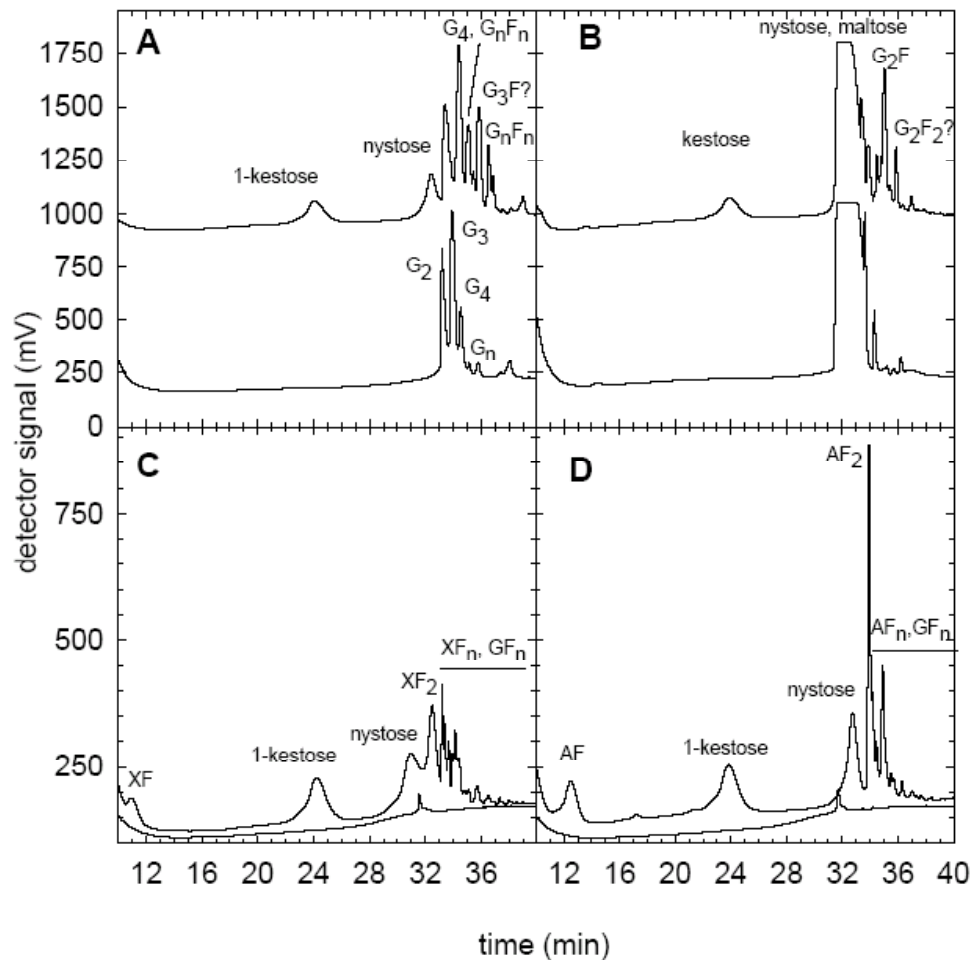 A
G4, GnFn
G3F?
GnFn
nystose
1-kestose
G3
G2
G4
Gn
B
nystose, maltose
G2F
G2F2?
kestose
1750
1500
1250
1000
750
500
250
0
C
XFn, GFn
XF2
nystose
1-kestose
XF
D
AF2
AFn,GFn
nystose
1-kestose
AF
750
500
250
12 16 20 24 28 32 36 12 16 20 24 28 32 36 40
detector signal (mV)
time (min)